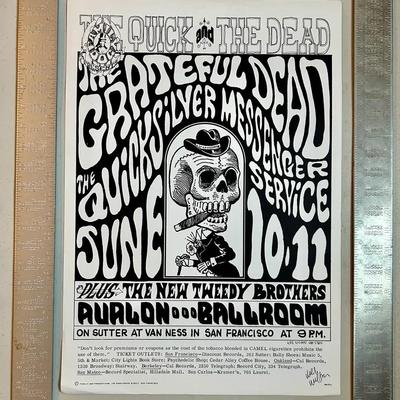 THE QUICK and THE DEAD
THE
GRATEFUL DEAD
THE
QUICKSILVER MESSENGER
SERVICE
JUNE 10·11
PLUS: THE NEW TWEEDY BROTHERS
AVALON BALLROOM
ON SUTTER AT VAN NESS IN SAN FRANCISCO AT 9 P.M.
"Don't look for premiums or coupons as the cost of the tobacco blended in CAMEL cigarettes prohibits the
use of them." TICKET OUTLETS: San Francisco—Discount Records, 262 Sutter; Bally Shoes; Music 5,
5th & Market; City Lights Book Store; Psychedelic Shop; Cedar Alley Coffee House. Oakland—Cal Records,
1320 Broadway; Stairway. Berkeley—Cal Records, 2350 Telegraph; Record City, 234 Telegraph.
San Mateo—Record Specialist, Hillsdale Mall. San Carlos—Kramer's, 765 Laurel.